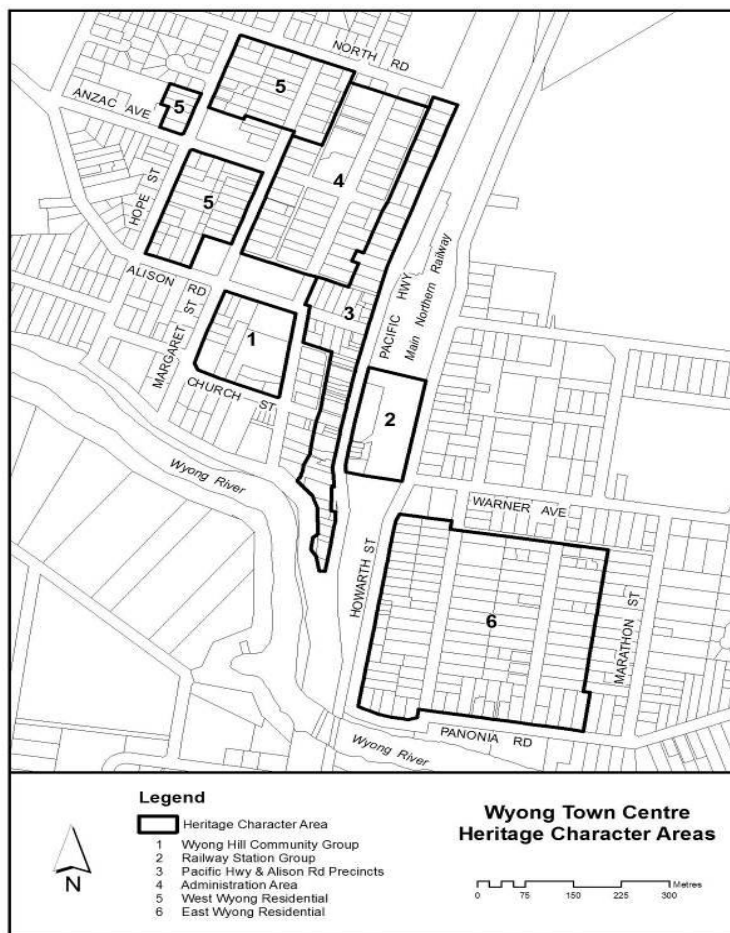 NORTH RD
5
ANZAC AVE
5
4
5
HOPE ST
ALISON RD
3
PACIFIC HWY
Main Northern Railway
1
MARGARET ST
CHURCH ST
2
Wyong River
WARNER AVE
HOWARTH ST
6
MARATHON ST
Wyong River
PANONIA RD
Legend
Heritage Character Area
1 Wyong Hill Community Group
2 Railway Station Group
3 Pacific Hwy & Alison Rd Precincts
4 Administration Area
5 West Wyong Residential
6 East Wyong Residential
N
Wyong Town Centre
Heritage Character Areas
0 75 150 225 300 Metres